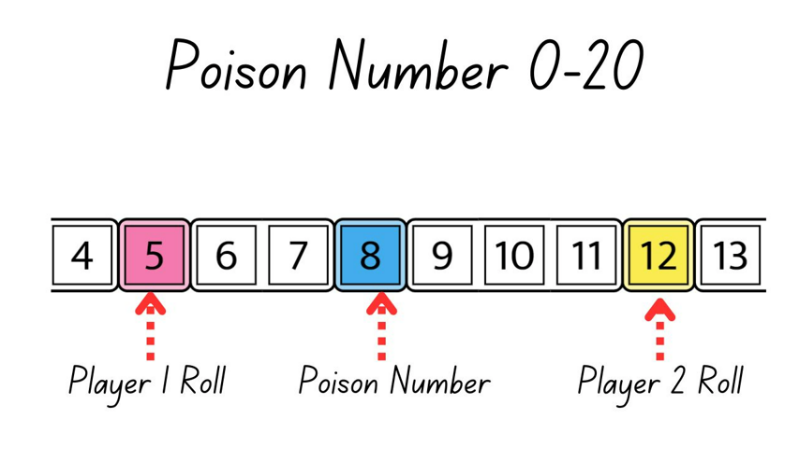 Poison Number 0-20
4 5 6 7 8 9 10 11 12 13
Player 1 Roll Poison Number Player 2 Roll